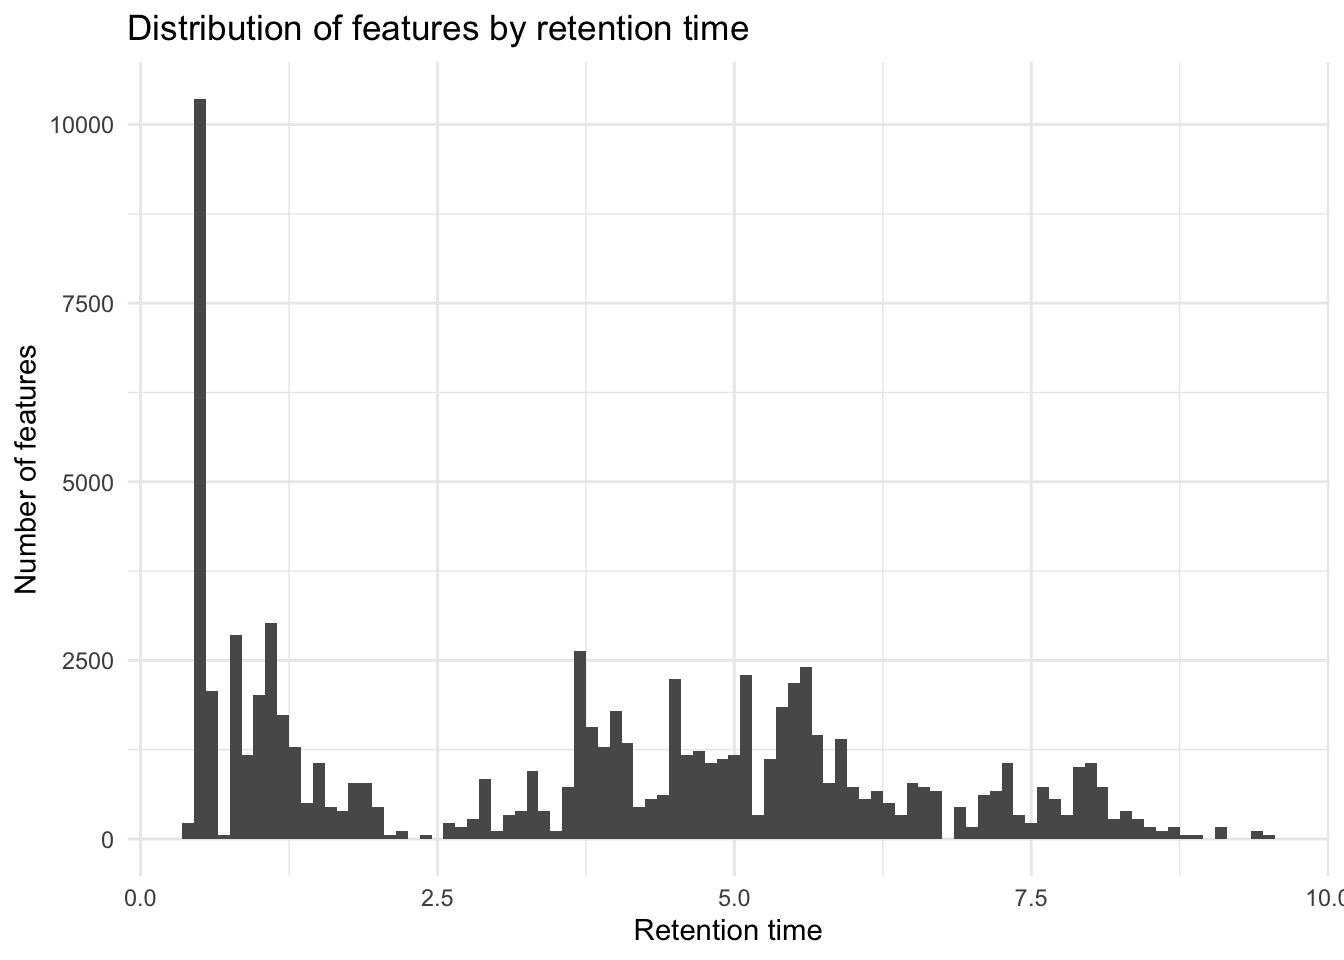 Distribution of features by retention time
Number of features
10000
7500
5000
2500
0
0.0 2.5 5.0 7.5 10.0
Retention time